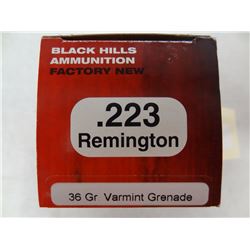 BLACK HILLS
AMMUNITION
FACTORY NEW
.223
Remington
36 Gr Varmint Grenade